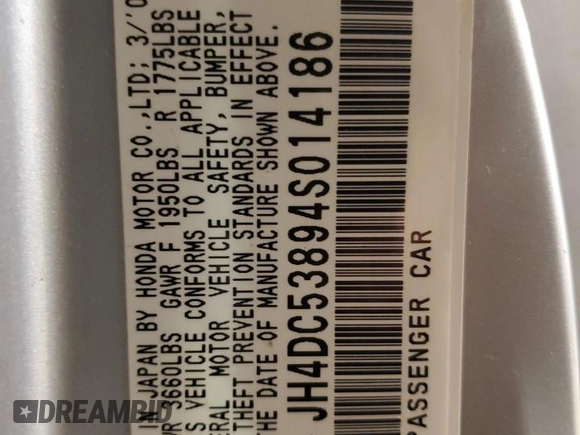 IN JAPAN BY HONDA MOTOR CO.,LTD; 3/'0
3660LBS GAWR F 1950LBS R 1775LBS
S VEHICLE CONFORMS TO ALL APPLICABLE
ERAL MOTOR VEHICLE SAFETY, BUMPER,
THEFT PREVENTION STANDARDS IN EFFECT
THE DATE OF MANUFACTURE SHOWN ABOVE.
JH4DC53894S014186
PASSENGER CAR
DREAMBID